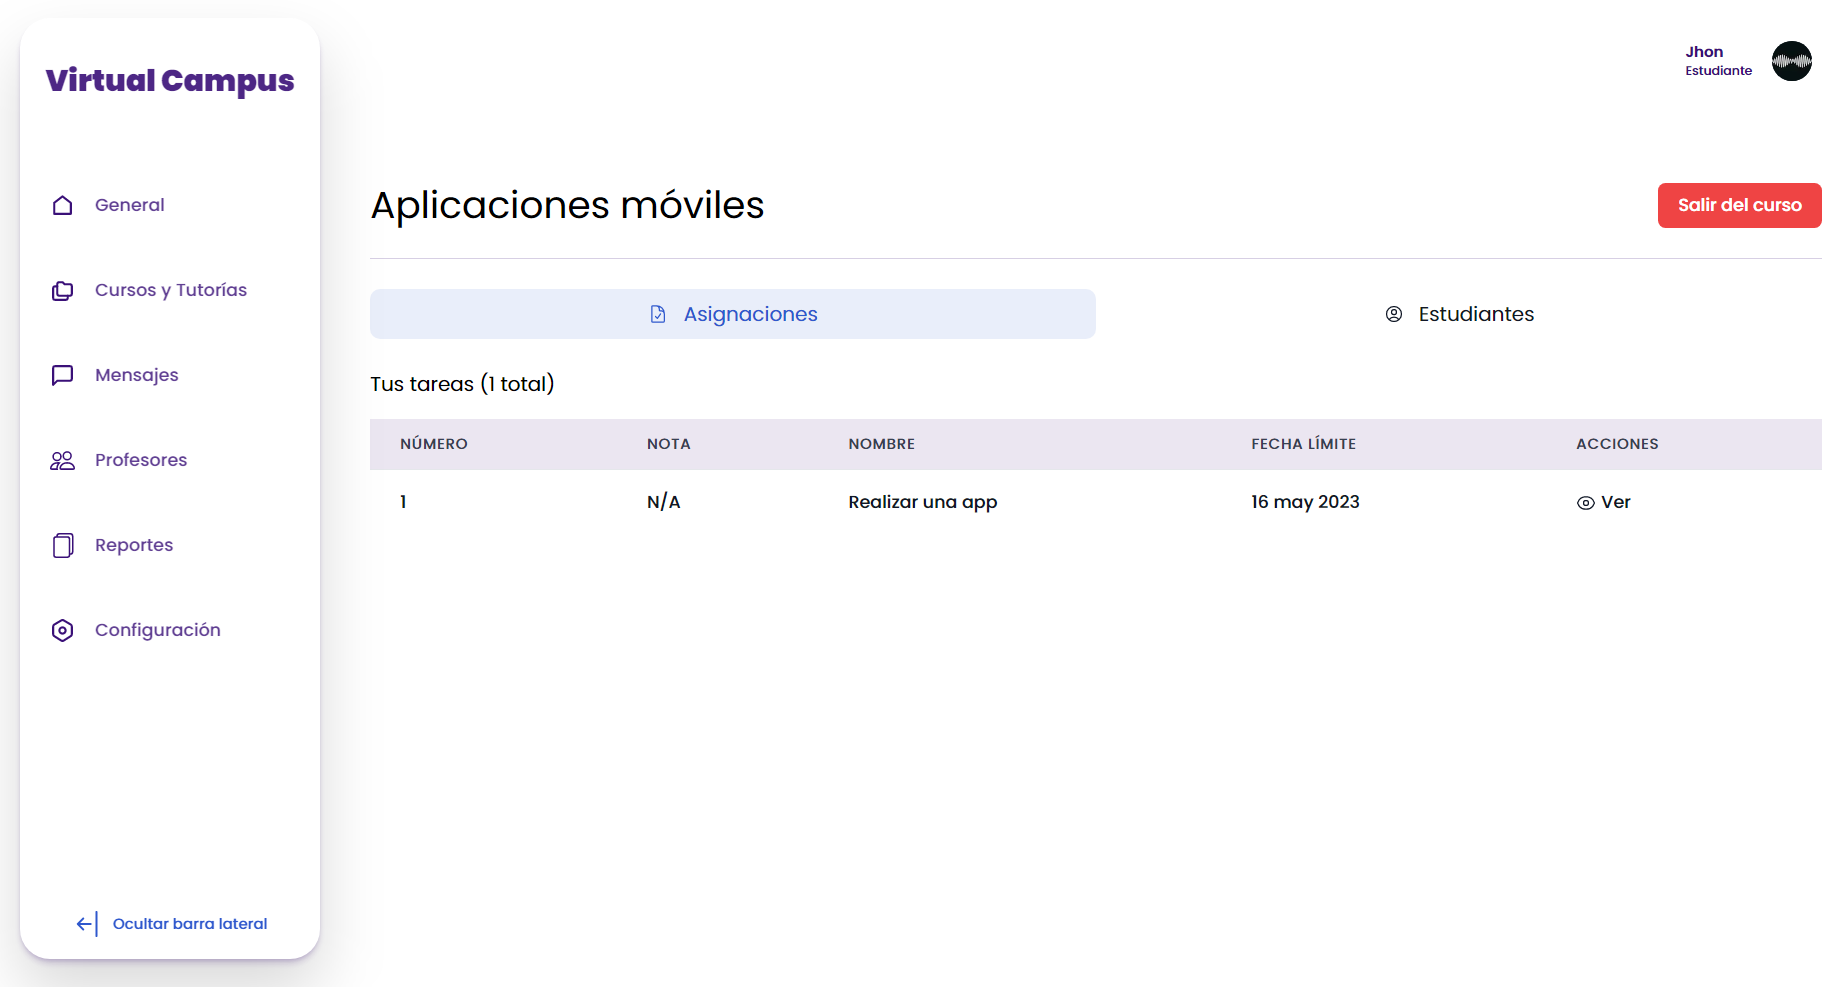 Virtual Campus
General
Cursos y Tutorías
Mensajes
Profesores
Reportes
Configuración
Ocultar barra lateral
Jhon
Estudiante
Aplicaciones móviles
Salir del curso
Asignaciones
Estudiantes
Tus tareas (1 total)
NÚMERO NOTA NOMBRE FECHA LÍMITE ACCIONES
1 N/A Realizar una app 16 may 2023 Ver